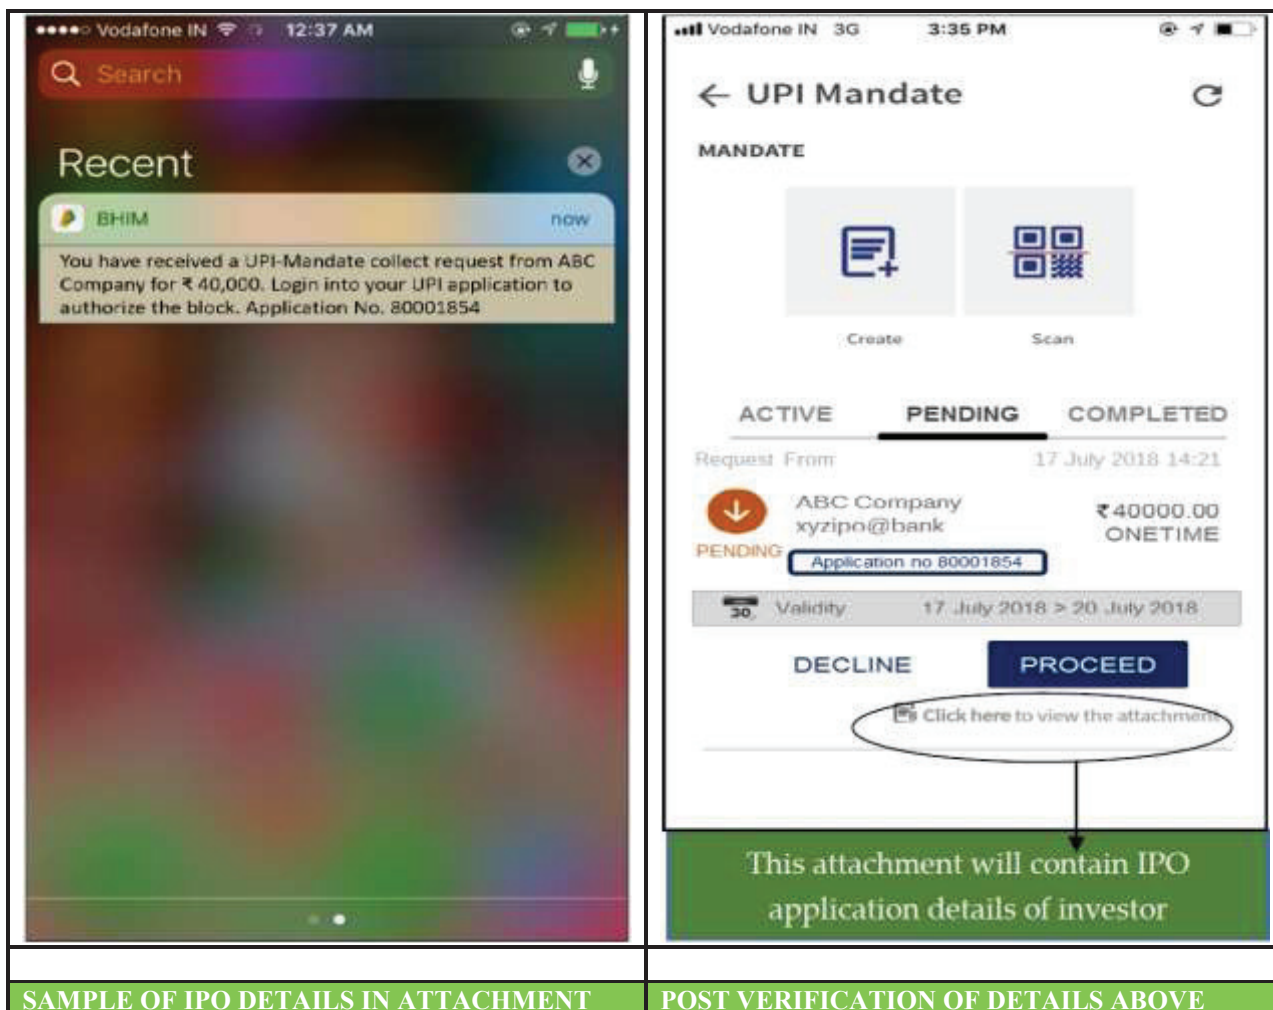 Vodafone IN 12:37 AM
Search
Recent
BHIM now
You have received a UPI-Mandate collect request from ABC
Company for ₹ 40,000. Login into your UPI application to
authorize the block. Application No. 80001854
Vodafone IN 3G 3:35 PM
UPI Mandate
MANDATE
Create Scan
ACTIVE PENDING COMPLETED
Request From 17 July 2018 14:21
ABC Company
xyzipo@bank
₹40000.00
ONETIME
PENDING
Application no 80001854
30 Validity 17 July 2018 > 20 July 2018
DECLINE PROCEED
Click here to view the attachment
This attachment will contain IPO
application details of investor
SAMPLE OF IPO DETAILS IN ATTACHMENT
POST VERIFICATION OF DETAILS ABOVE